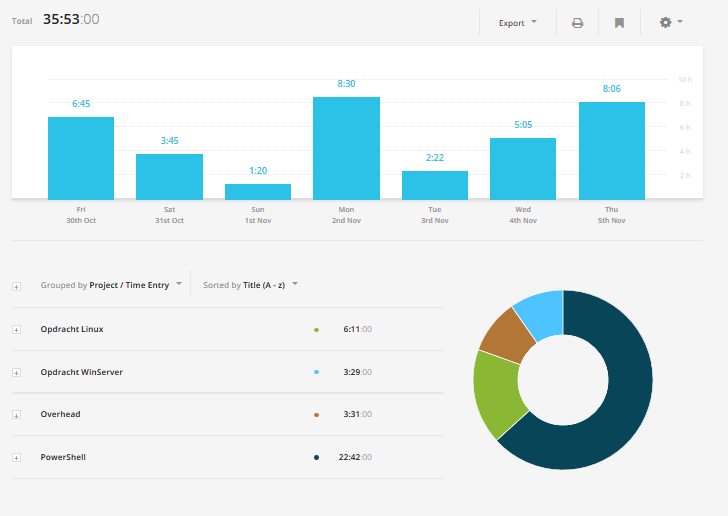 Total 35:53:00 Export
10 h
8:30
8:06
6:45
8 h
5:05
6 h
3:45
4 h
2:22
1:20
2 h
Fri Sat Sun Mon Tue Wed Thu
30th Oct 31st Oct 1st Nov 2nd Nov 3rd Nov 4th Nov 5th Nov
Grouped by Project / Time Entry Sorted by Title (A - z)
Opdracht Linux 6:11:00
Opdracht WinServer 3:29:00
Overhead 3:31:00
PowerShell 22:42:00